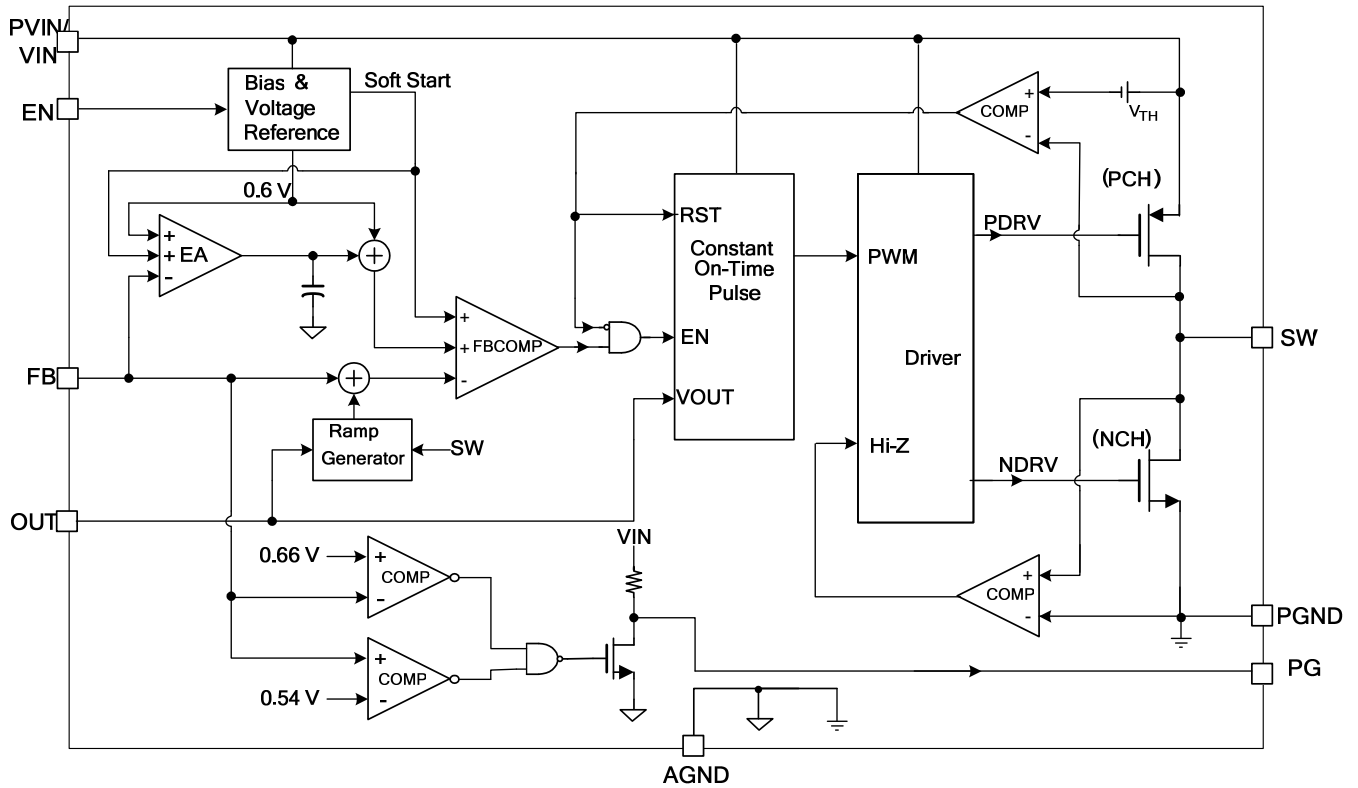 PVIN/
VIN
EN
Bias &
Voltage
Reference
Soft Start
0.6 V
+
+
-
EA
+
+
+
-
FBCOMP
FB
+
Ramp
Generator
SW
OUT
RST
Constant
On-Time
Pulse
EN
VOUT
PWM
Driver
Hi-Z
COMP
+
-
VTH
(PCH)
PDRV
SW
(NCH)
NDRV
COMP
+
-
PGND
PG
0.66 V
+
-
COMP
0.54 V
+
-
COMP
VIN
AGND